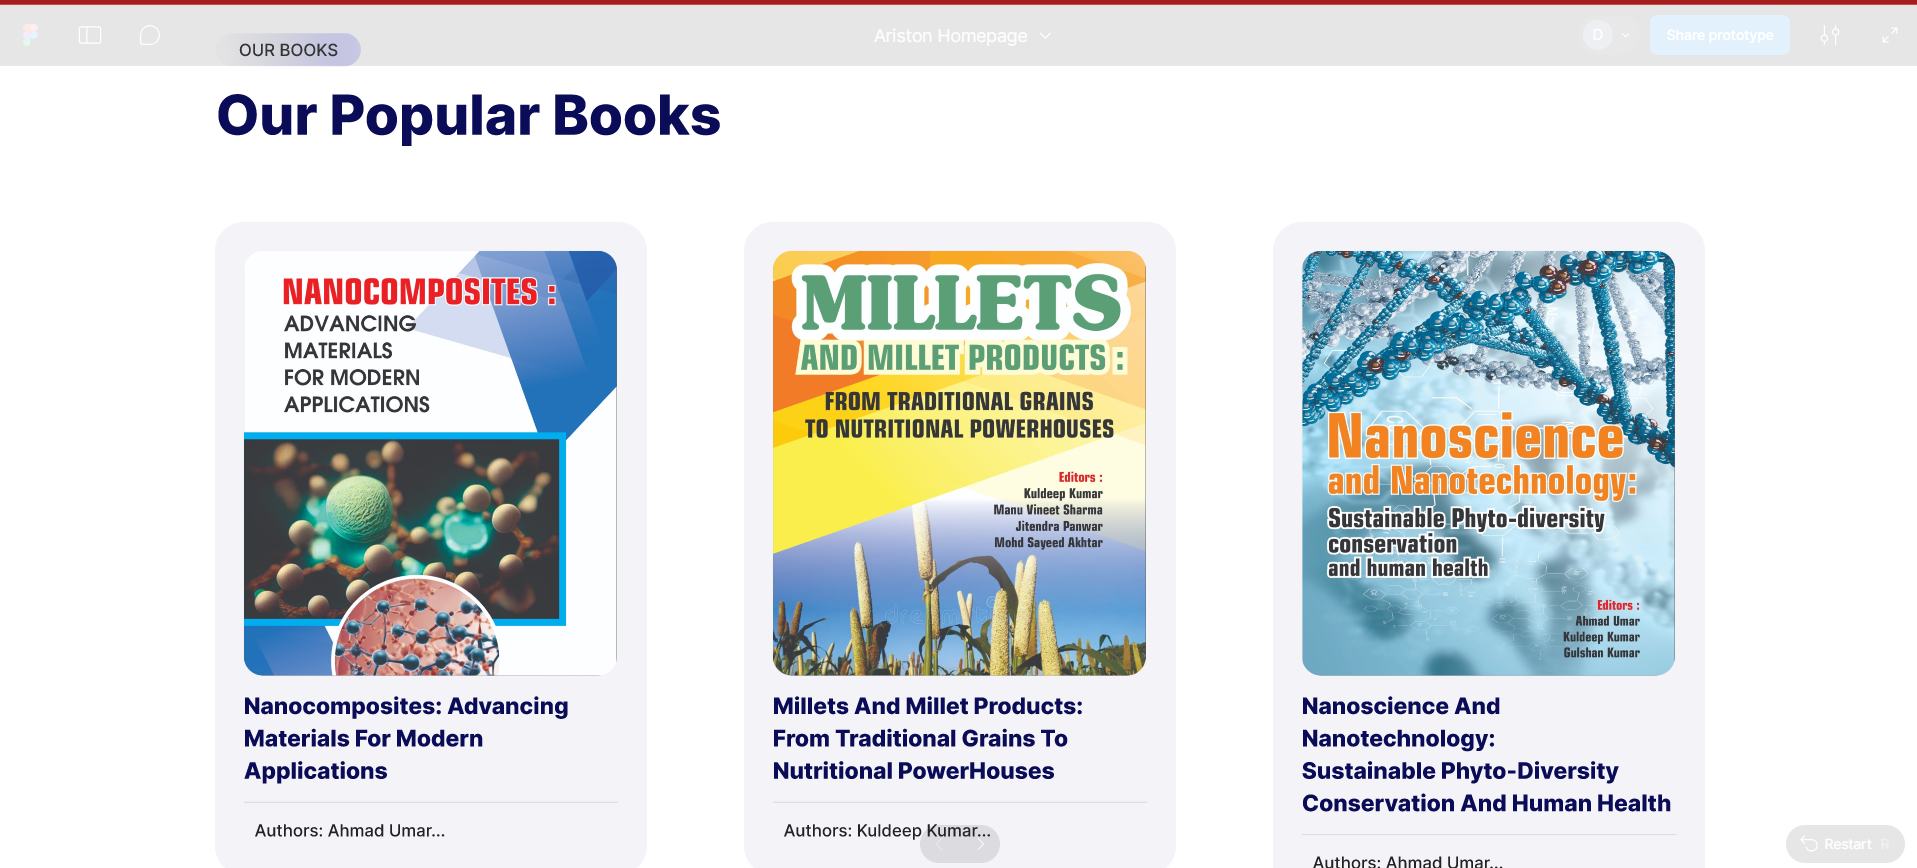 OUR BOOKS
Ariston Homepage
D
Share prototype
Our Popular Books
NANOCOMPOSITES :
ADVANCING
MATERIALS
FOR MODERN
APPLICATIONS
MILLETS
AND MILLET PRODUCTS :
FROM TRADITIONAL GRAINS
TO NUTRITIONAL POWERHOUSES
Editors :
Kuldeep Kumar
Manu Vineet Sharma
Jitendra Panwar
Mohd Sayeed Akhtar
Nanoscience
and Nanotechnology:
Sustainable Phyto-diversity
conservation
and human health
Editors :
Ahmad Umar
Kuldeep Kumar
Gulshan Kumar
Nanocomposites: Advancing
Materials For Modern
Applications
Authors: Ahmad Umar...
Millets And Millet Products:
From Traditional Grains To
Nutritional PowerHouses
Authors: Kuldeep Kumar...
Nanoscience And
Nanotechnology:
Sustainable Phyto-Diversity
Conservation And Human Health
Authors: Ahmad Umar...
Restart R